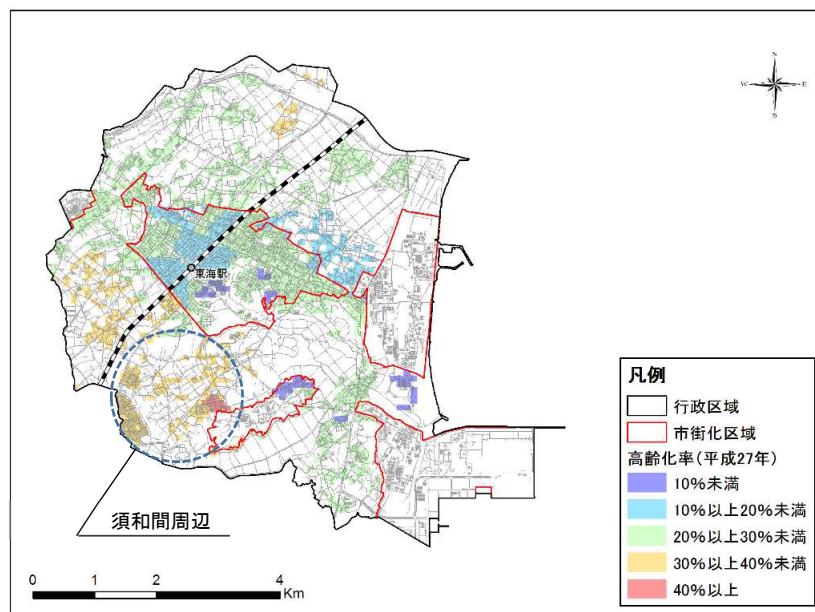 N
W
E
S
東海駅
須和間周辺
0
1
2
4
Km
凡例
行政区域
市街化区域
高齢化率(平成27年)
10%未満
10%以上20%未満
20%以上30%未満
30%以上40%未満
40%以上